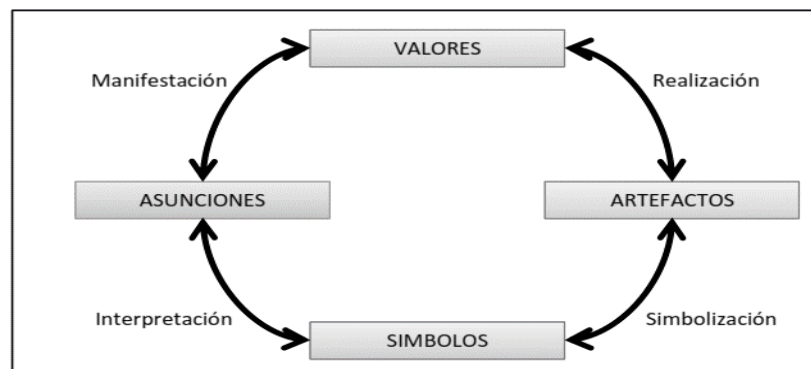 VALORES
Manifestación
Realización
ASUNCIONES
ARTEFACTOS
Interpretación
Simbolización
SIMBOLOS